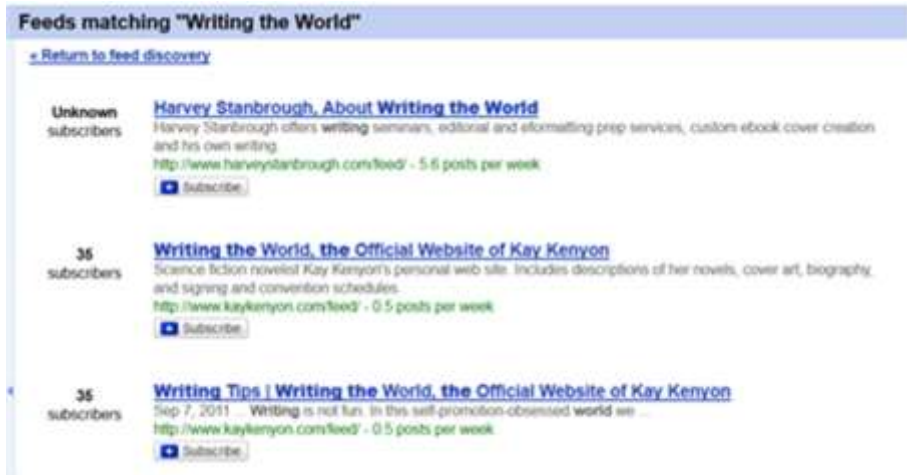 Feeds matching "Writing the World"
« Return to feed discovery
Unknown
subscribers
Harvey Stanbrough, About Writing the World
Harvey Stanbrough offers writing seminars, editorial and eformatting prep services, custom ebook cover creation
and his own writing.
http://www.harveystanbrough.com/feed/ - 5.6 posts per week
Subscribe
35
subscribers
Writing the World, the Official Website of Kay Kenyon
Science fiction novelist Kay Kenyon's personal web site. Includes descriptions of her novels, cover art, biography,
and signing and convention schedules.
http://www.kaykenyon.com/feed/ - 0.5 posts per week
Subscribe
35
subscribers
Writing Tips | Writing the World, the Official Website of Kay Kenyon
Sep 7, 2011 ... Writing is not fun. In this self-promotion-obsessed world we ...
http://www.kaykenyon.com/feed/ - 0.5 posts per week
Subscribe